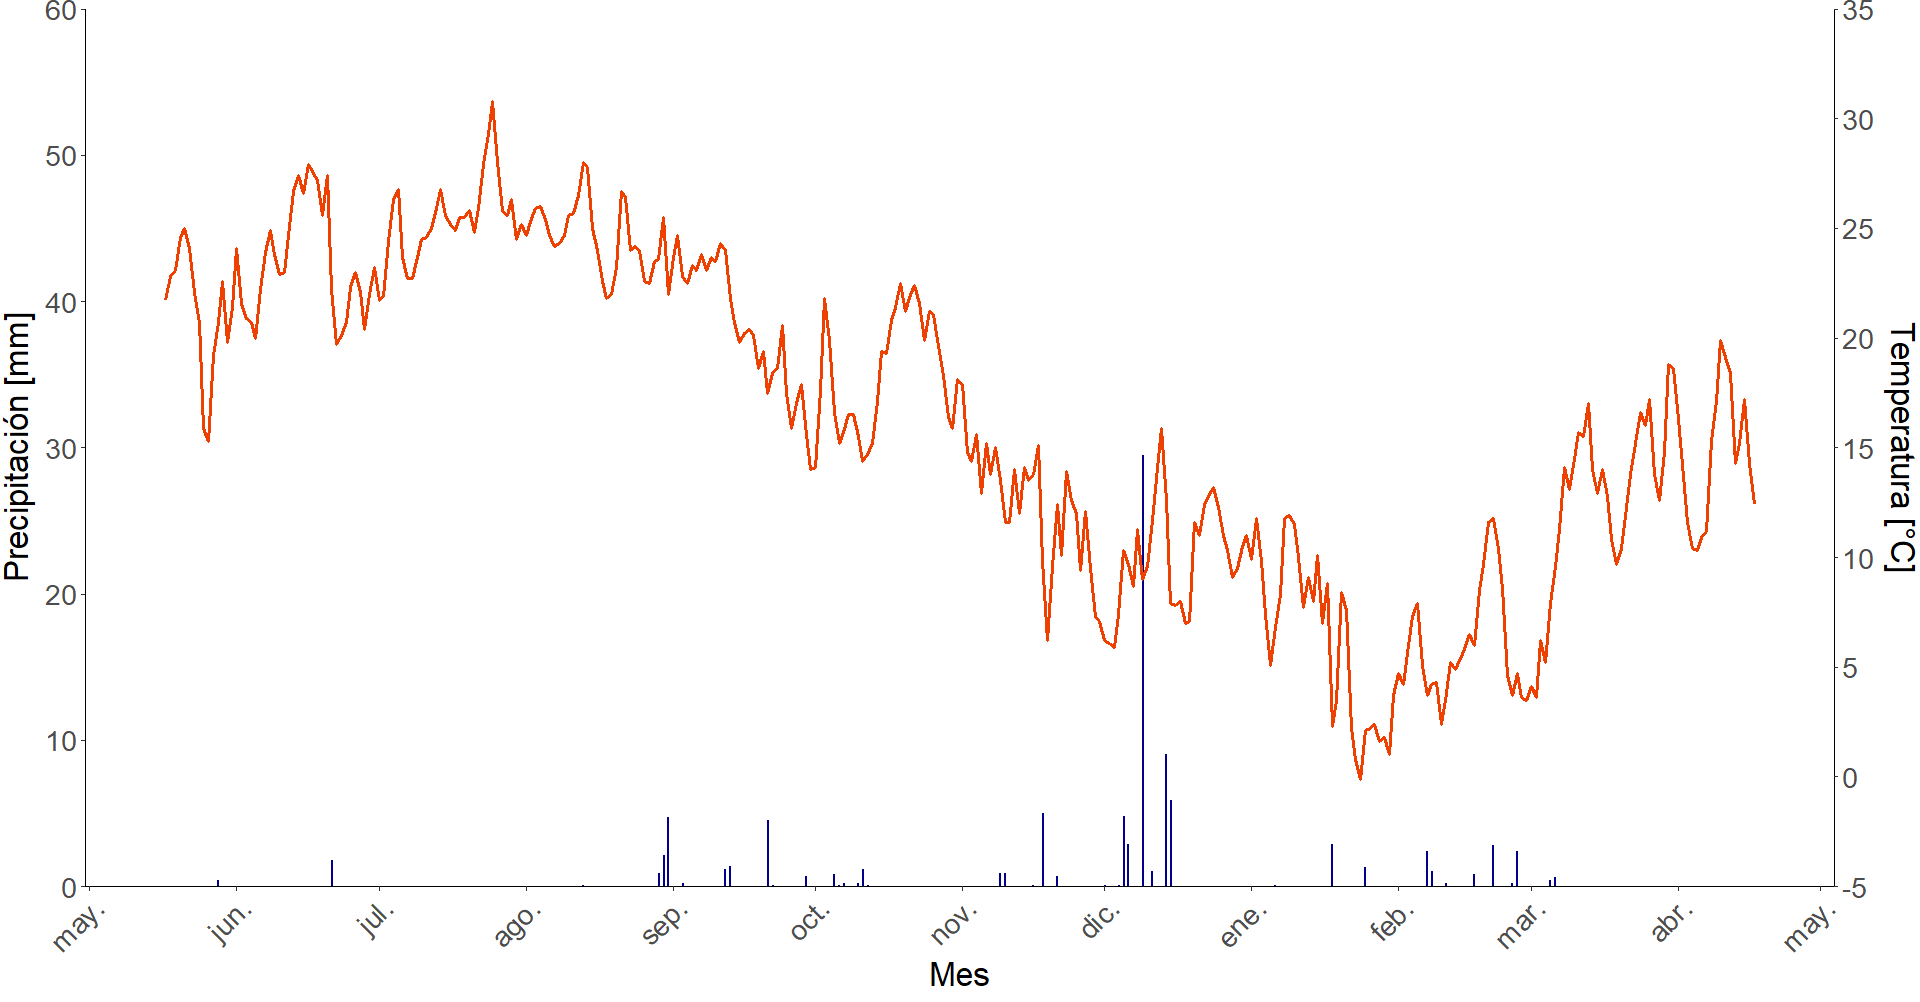 Precipitación [mm]
60
50
40
30
20
10
0
Temperatura [°C]
35
30
25
20
15
10
5
0
-5
may.
jun.
jul.
ago.
sep.
oct.
nov.
dic.
ene.
feb.
mar.
abr.
may.
Mes